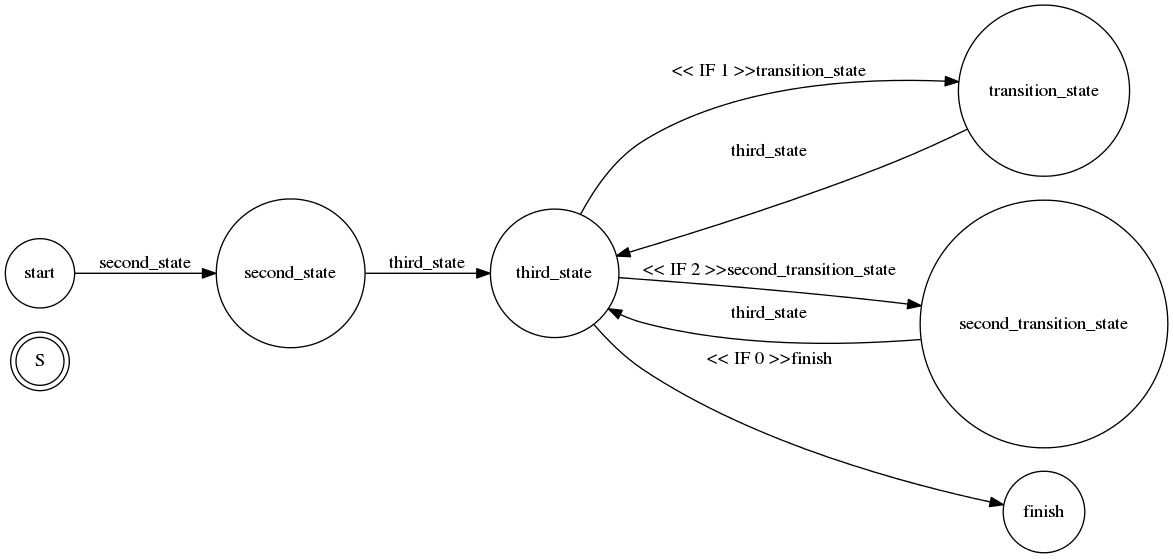 << IF 1 >>transition_state
transition_state
third_state
start
second_state
second_state
third_state
third_state
<< IF 2 >>second_transition_state
third_state
second_transition_state
S
<< IF 0 >>finish
finish